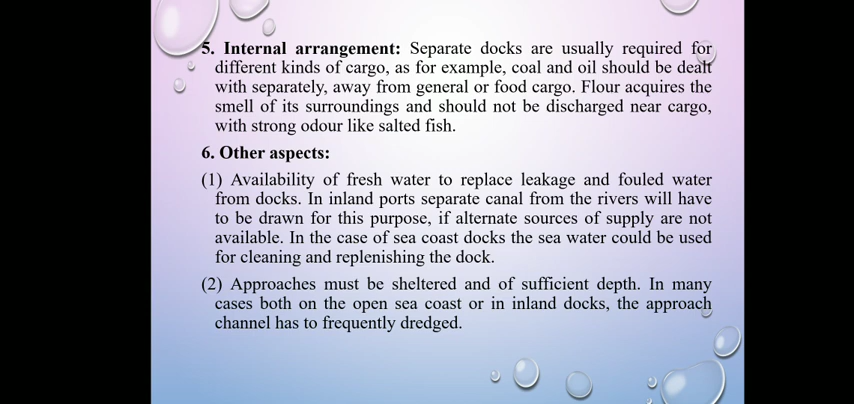 5. Internal arrangement: Separate docks are usually required for
different kinds of cargo, as for example, coal and oil should be dealt
with separately, away from general or food cargo. Flour acquires the
smell of its surroundings and should not be discharged near cargo,
with strong odour like salted fish.
6. Other aspects:
(1) Availability of fresh water to replace leakage and fouled water
from docks. In inland ports separate canal from the rivers will have
to be drawn for this purpose, if alternate sources of supply are not
available. In the case of sea coast docks the sea water could be used
for cleaning and replenishing the dock.
(2) Approaches must be sheltered and of sufficient depth. In many
cases both on the open sea coast or in inland docks, the approach
channel has to frequently dredged.